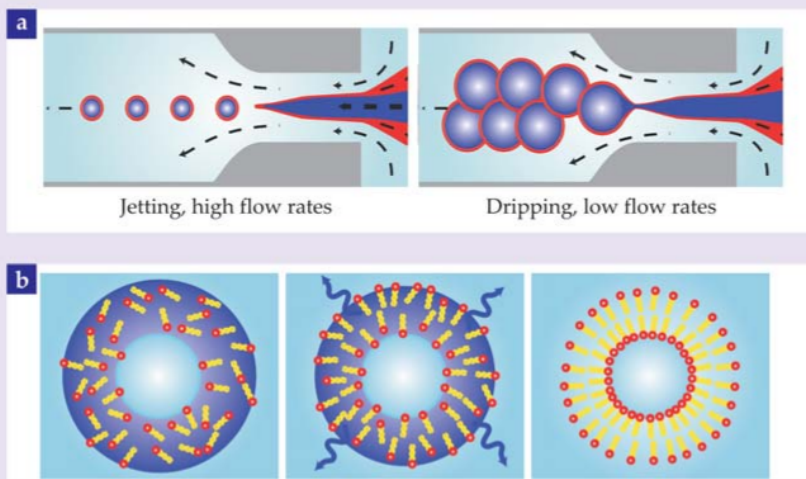 a
Jetting, high flow rates
Dripping, low flow rates
b